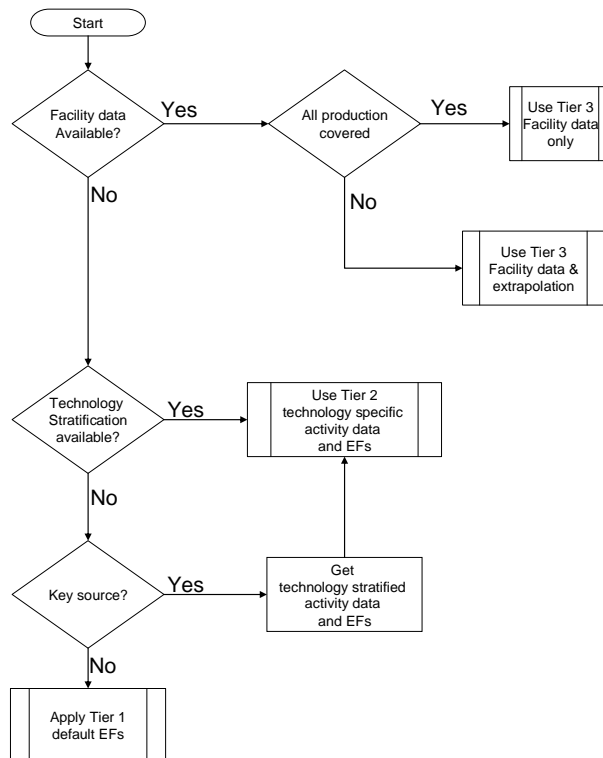 Start
Facility data
Available?
Yes
All production
covered
Yes
Use Tier 3
Facility data
only
No
No
Use Tier 3
Facility data &
extrapolation
Technology
Stratification
available?
Yes
Use Tier 2
technology specific
activity data
and EFs
No
Key source?
Yes
Get
technology stratified
activity data
and EFs
No
Apply Tier 1
default EFs